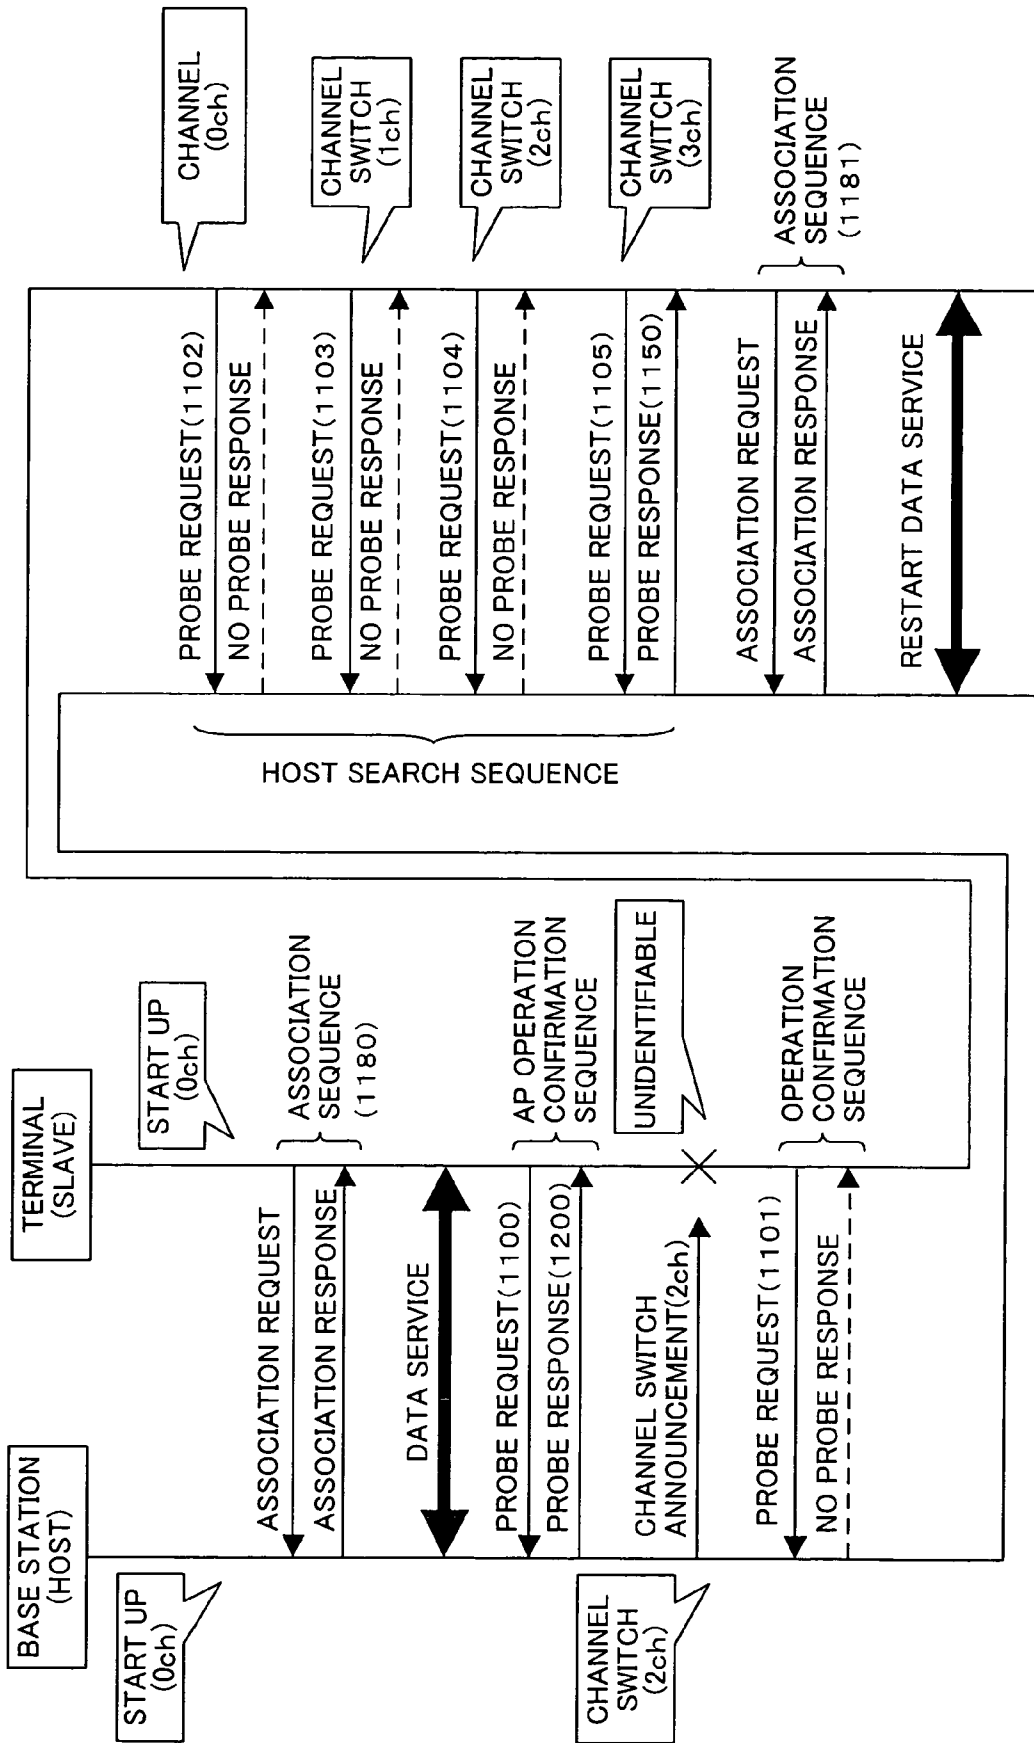 BASE STATION
(HOST)
TERMINAL
(SLAVE)
START UP
(0ch)
START UP
(0ch)
ASSOCIATION REQUEST
ASSOCIATION RESPONSE
ASSOCIATION
SEQUENCE
(1180)
DATA SERVICE
PROBE REQUEST(1100)
PROBE RESPONSE(1200)
AP OPERATION
CONFIRMATION
SEQUENCE
CHANNEL
SWITCH
(2ch)
CHANNEL SWITCH
ANNOUNCEMENT(2ch)
UNIDENTIFIABLE
PROBE REQUEST(1101)
NO PROBE RESPONSE
OPERATION
CONFIRMATION
SEQUENCE
HOST SEARCH SEQUENCE
CHANNEL
(0ch)
PROBE REQUEST(1102)
NO PROBE RESPONSE
CHANNEL
SWITCH
(1ch)
PROBE REQUEST(1103)
NO PROBE RESPONSE
CHANNEL
SWITCH
(2ch)
PROBE REQUEST(1104)
NO PROBE RESPONSE
CHANNEL
SWITCH
(3ch)
PROBE REQUEST(1105)
PROBE RESPONSE(1150)
ASSOCIATION REQUEST
ASSOCIATION RESPONSE
ASSOCIATION
SEQUENCE
(1181)
RESTART DATA SERVICE